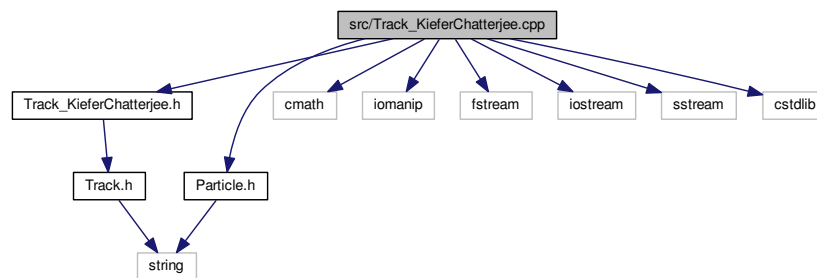 src/Track_KieferChatterjee.cpp
Track_KieferChatterjee.h
cmath
iomanip
fstream
iostream
sstream
cstdlib
Track.h
Particle.h
string